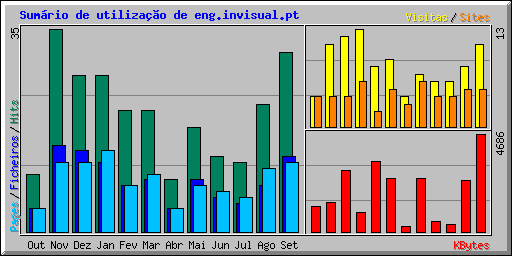 Sumário de utilização de eng.invisual.pt
Visitas / Sites
35
13
Pages / Ficheiros / Hits
4686
Out Nov Dez Jan Fev Mar Abr Mai Jun Jul Ago Set
KBytes